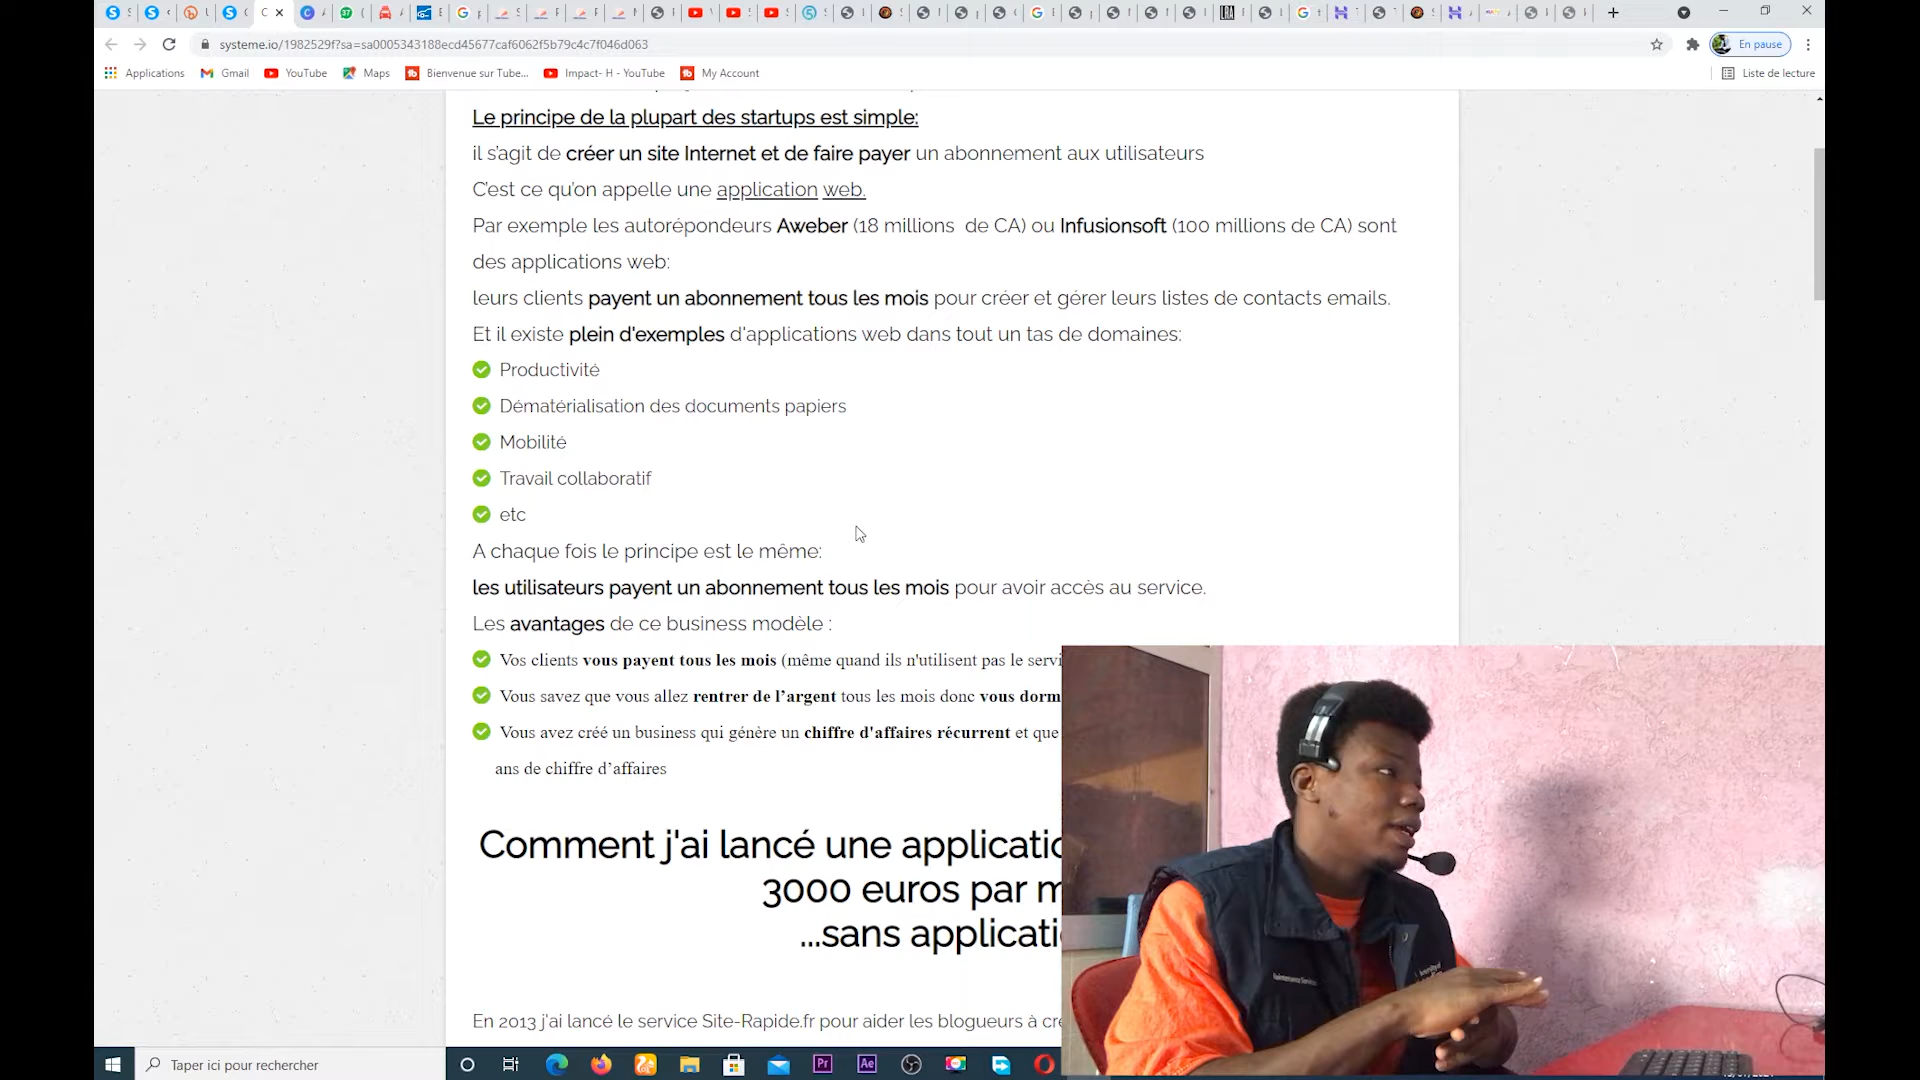 systeme.io/1982529f?sa=sa0005343188ecd45677caf6062f5b79c4c7f046d063
En pause
Applications
Gmail
YouTube
Maps
Bienvenue sur Tube...
Impact- H - YouTube
My Account
Liste de lecture
Le principe de la plupart des startups est simple:
il s'agit de créer un site Internet et de faire payer un abonnement aux utilisateurs
C'est ce qu'on appelle une application web.
Par exemple les autorépondeurs Aweber (18 millions de CA) ou Infusionsoft (100 millions de CA) sont
des applications web:
leurs clients payent un abonnement tous les mois pour créer et gérer leurs listes de contacts emails.
Et il existe plein d'exemples d'applications web dans tout un tas de domaines:
Productivité
Dématérialisation des documents papiers
Mobilité
Travail collaboratif
etc
A chaque fois le principe est le même:
les utilisateurs payent un abonnement tous les mois pour avoir accès au service.
Les avantages de ce business modèle :
Vos clients vous payent tous les mois (même quand ils n'utilisent pas le servi
Vous savez que vous allez rentrer de l'argent tous les mois donc vous dorm
Vous avez créé un business qui génère un chiffre d'affaires récurrent et que
ans de chiffre d'affaires
Comment j'ai lancé une applicatio
3000 euros par m
...sans applicati
En 2013 j'ai lancé le service Site-Rapide.fr pour aider les blogueurs à cré
Taper ici pour rechercher
Pr
Ae